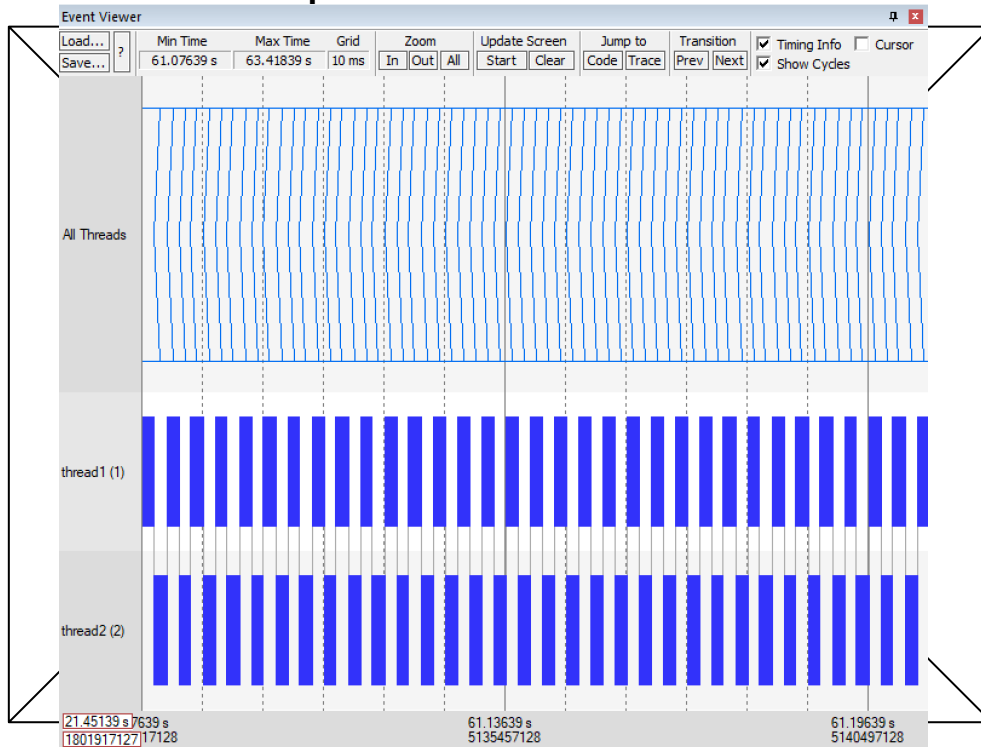 Event Viewer
Load... ? Min Time Max Time Grid Zoom Update Screen Jump to Transition Timing Info Cursor
Save... 61.07639 s 63.41839 s 10 ms In Out All Start Clear Code Trace Prev Next Show Cycles
All Threads
thread1 (1)
thread2 (2)
21.45139 s 7639 s 61.13639 s 61.19639 s
1801917127 17128 5135457128 5140497128